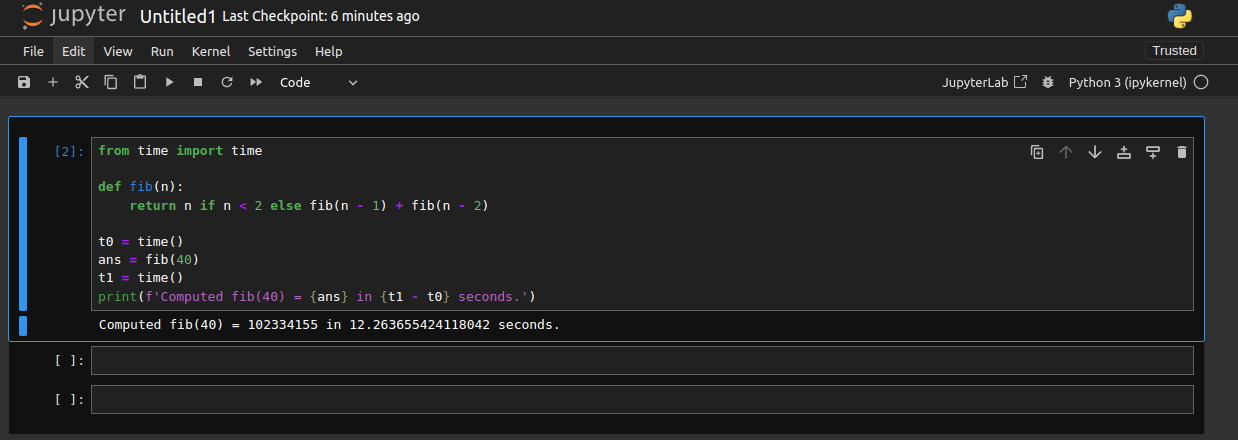 jupyter Untitled1 Last Checkpoint: 6 minutes ago
File Edit View Run Kernel Settings Help Trusted
Code JupyterLab Python 3 (ipykernel)
[2]: from time import time
def fib(n):
    return n if n < 2 else fib(n - 1) + fib(n - 2)
t0 = time()
ans = fib(40)
t1 = time()
print(f'Computed fib(40) = {ans} in {t1 - t0} seconds.')
Computed fib(40) = 102334155 in 12.263655424118042 seconds.
[ ]:
[ ]: